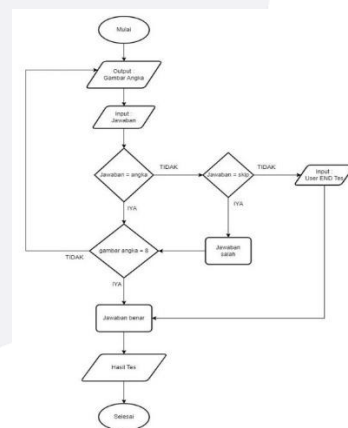 Mulai
Output :
Gambar Angka
Input :
Jawaban
Jawaban = angka
TIDAK
Jawaban = skip
TIDAK
Input :
User END Tes
IYA
IYA
TIDAK
gambar angka = 8
Jawaban
salah
IYA
Jawaban benar
Hasil Tes
Selesai